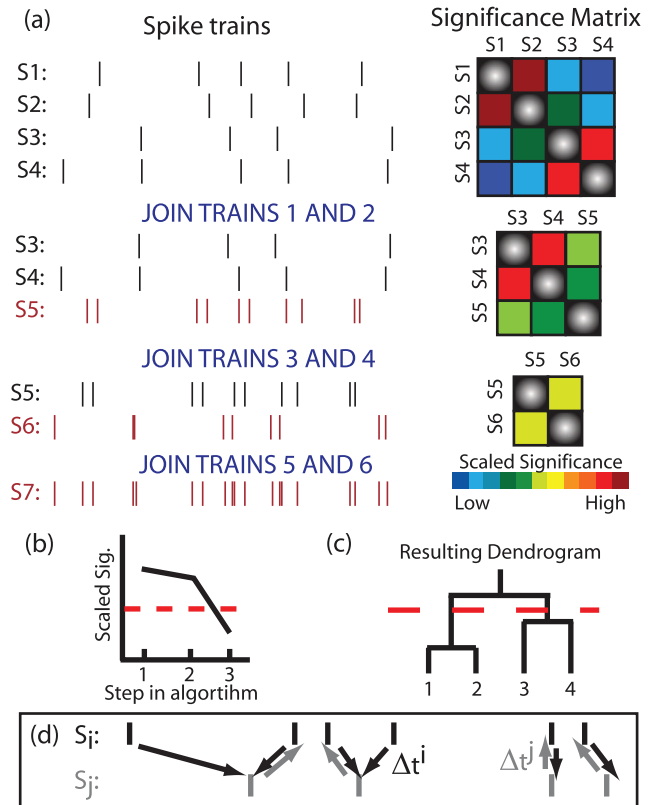 (a)
Spike trains
Significance Matrix
S1 S2 S3 S4
S1:
S2:
S3:
S4:
S1
S2
S3
S4
JOIN TRAINS 1 AND 2
S3 S4 S5
S3:
S4:
S5:
S3
S4
S5
JOIN TRAINS 3 AND 4
S5 S6
S5:
S6:
S5
S6
JOIN TRAINS 5 AND 6
S7:
Scaled Significance
Low High
(b)
Scaled Sig.
1 2 3
Step in algortihm
(c)
Resulting Dendrogram
1 2 3 4
(d)
Si:
Sj:
Δti
Δtj